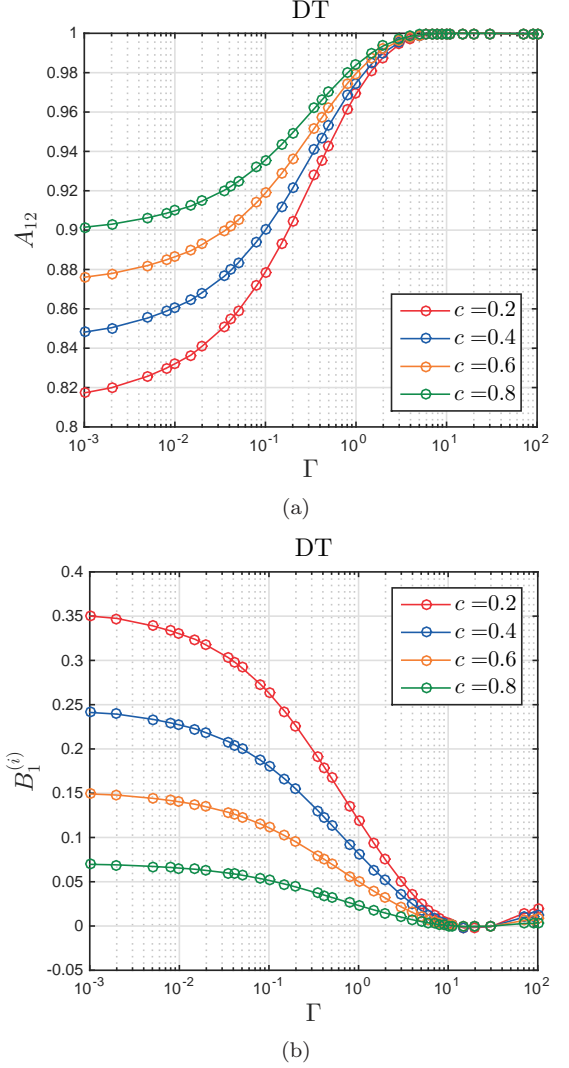 DT
1
0.98
0.96
0.94
0.92
0.9
0.88
0.86
0.84
0.82
0.8
A₁₂
c =0.2
c =0.4
c =0.6
c =0.8
10⁻³ 10⁻² 10⁻¹ 10⁰ 10¹ 10²
Γ
(a)
DT
0.4
0.35
0.3
0.25
0.2
0.15
0.1
0.05
0
-0.05
B₁⁽ⁱ⁾
c =0.2
c =0.4
c =0.6
c =0.8
10⁻³ 10⁻² 10⁻¹ 10⁰ 10¹ 10²
Γ
(b)